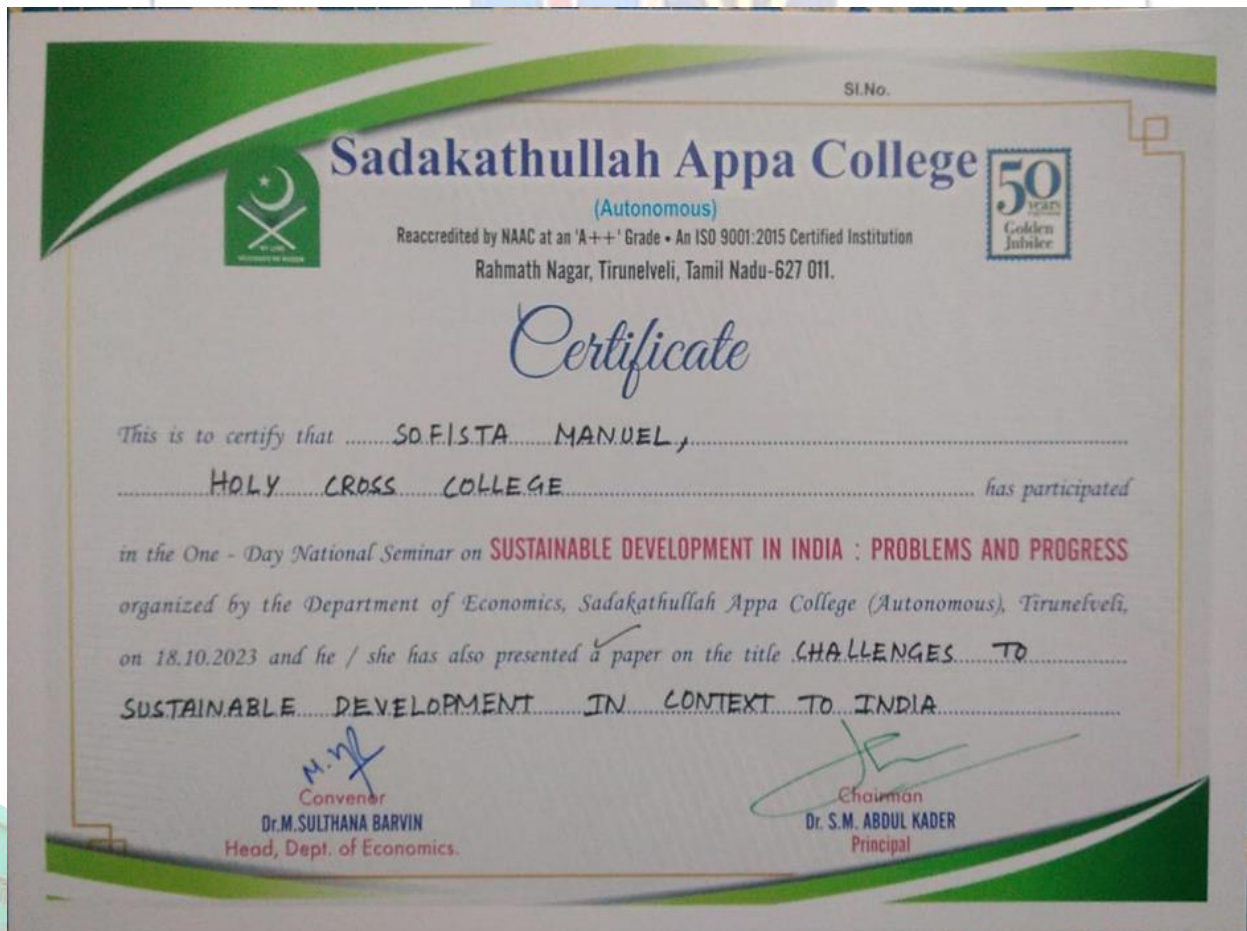 Sl.No.
Sadakathullah Appa College
(Autonomous)
Reaccredited by NAAC at an 'A++' Grade • An ISO 9001:2015 Certified Institution
Rahmath Nagar, Tirunelveli, Tamil Nadu-627 011.
50
years
Golden
Jubilee
Certificate
This is to certify that SOFISTA MANUEL,
HOLY CROSS COLLEGE has participated
in the One - Day National Seminar on SUSTAINABLE DEVELOPMENT IN INDIA : PROBLEMS AND PROGRESS
organized by the Department of Economics, Sadakathullah Appa College (Autonomous), Tirunelveli,
on 18.10.2023 and he / she has also presented a paper on the title CHALLENGES TO
SUSTAINABLE DEVELOPMENT IN CONTEXT TO INDIA
Convenor
Dr.M.SULTHANA BARVIN
Head, Dept. of Economics.
Chairman
Dr. S.M. ABDUL KADER
Principal